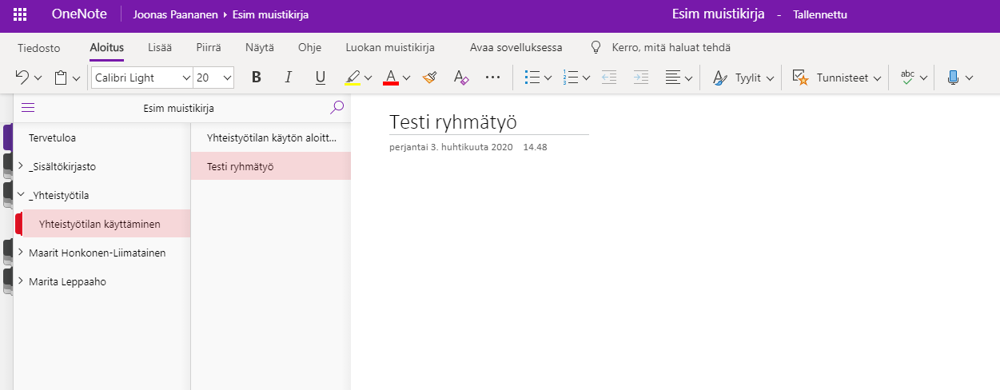 OneNote Joonas Paananen Esim muistikirja Esim muistikirja - Tallennettu
Tiedosto Aloitus Lisää Piirrä Näytä Ohje Luokan muistikirja Avaa sovelluksessa Kerro, mitä haluat tehdä
Calibri Light 20 B I U A A Tyylit Tunnisteet abc
Esim muistikirja
Tervetuloa
_Sisältökirjasto
_Yhteistyötila
Yhteistyötilan käyttäminen
Maarit Honkonen-Liimatainen
Marita Leppaaho
Yhteistyötilan käytön aloitt...
Testi ryhmätyö
Testi ryhmätyö
perjantai 3. huhtikuuta 2020 14.48